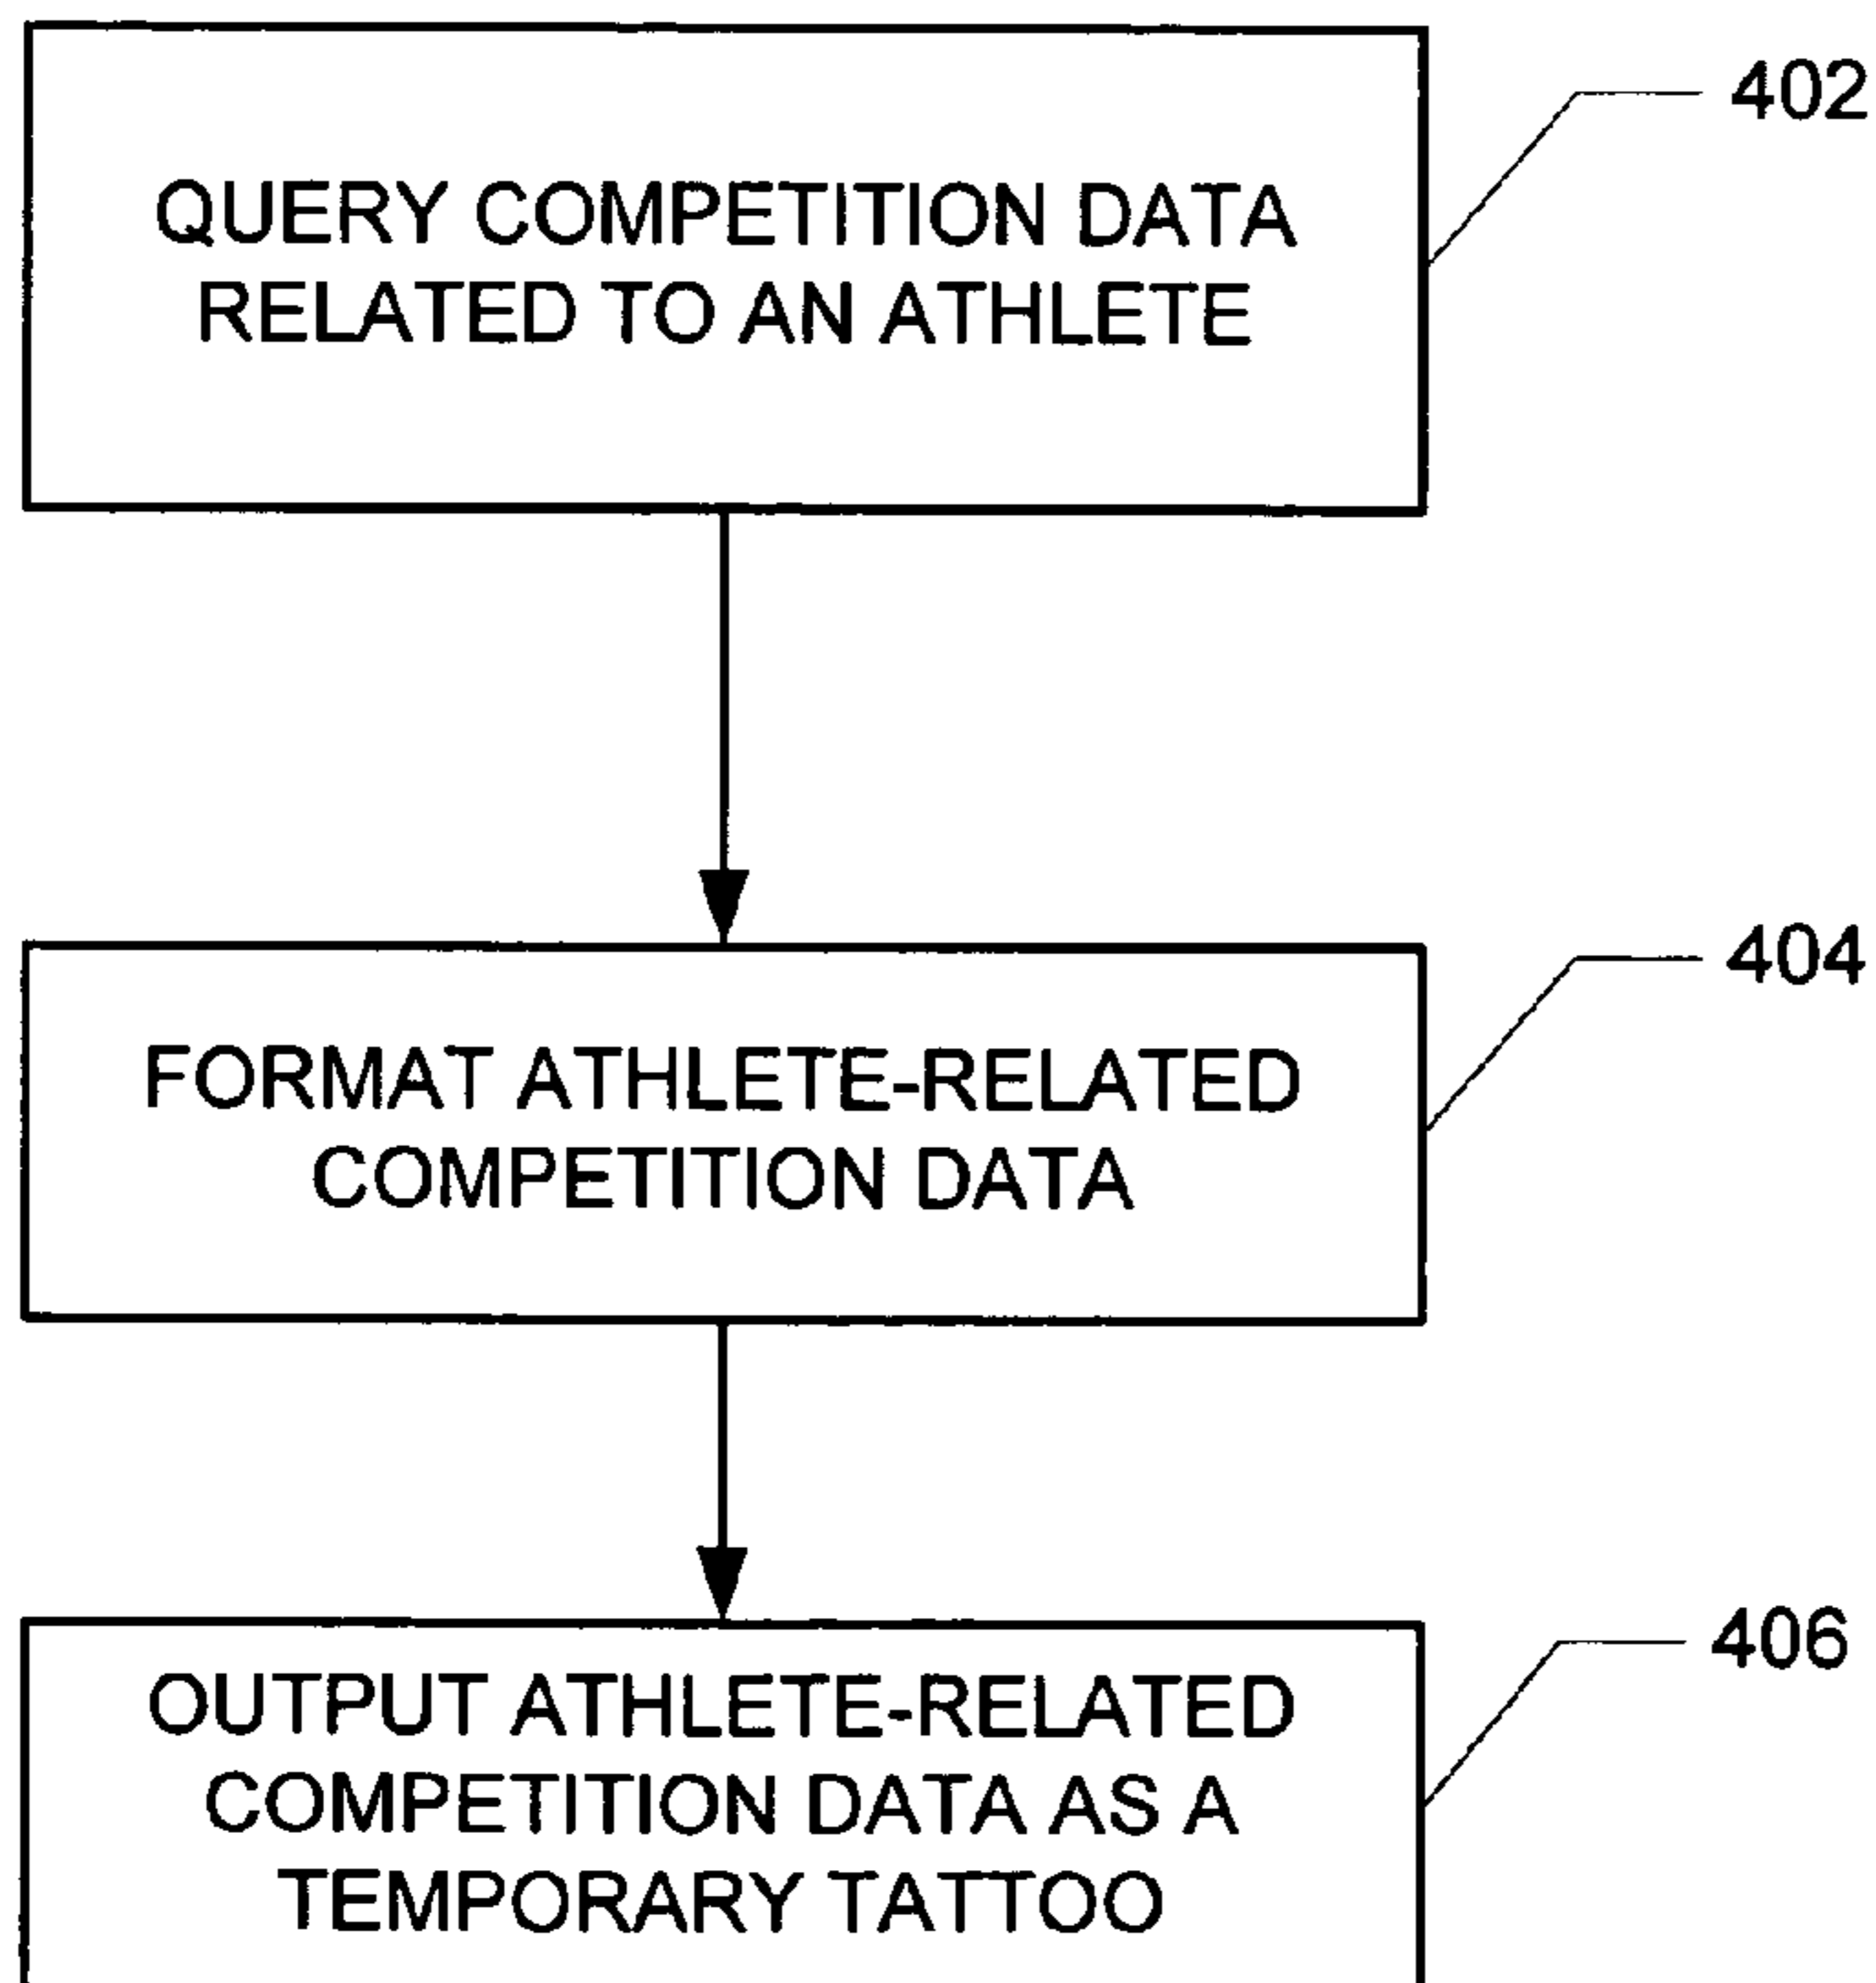 402
QUERY COMPETITION DATA
RELATED TO AN ATHLETE
404
FORMAT ATHLETE-RELATED
COMPETITION DATA
406
OUTPUT ATHLETE-RELATED
COMPETITION DATA AS A
TEMPORARY TATTOO